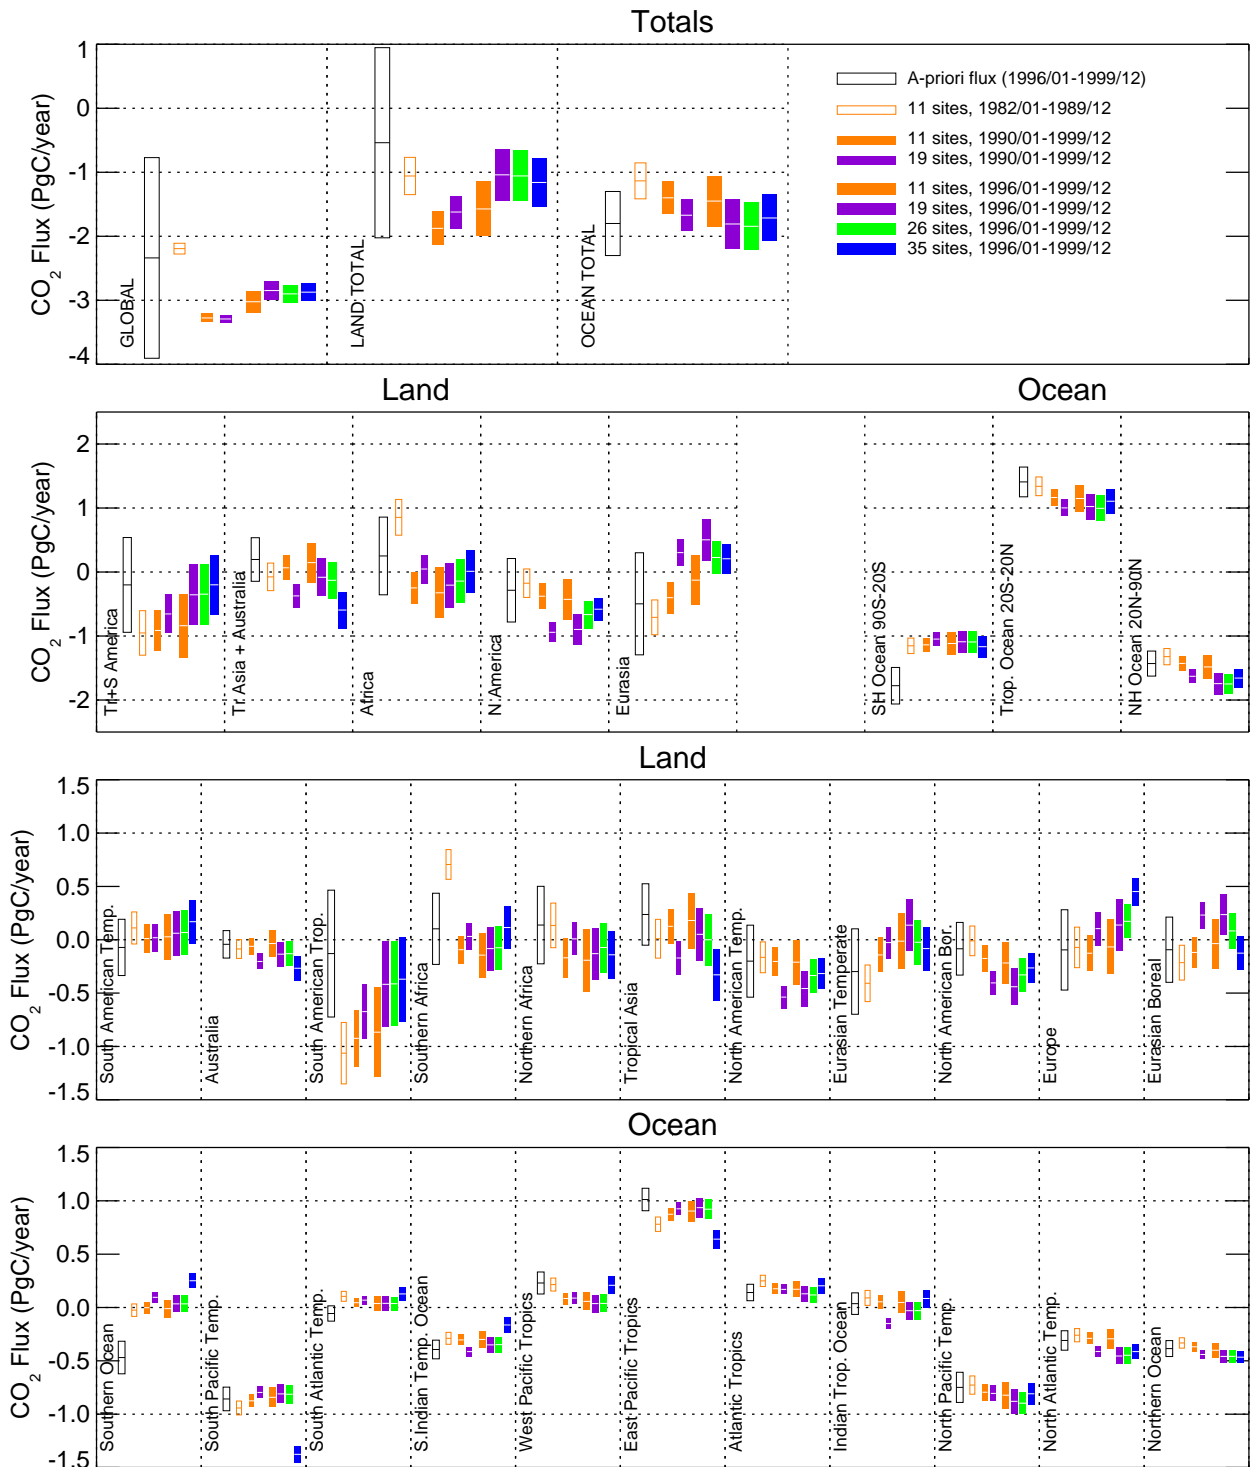 Totals
CO2 Flux (PgC/year)
1
0
-1
-2
-3
-4
GLOBAL
LAND TOTAL
OCEAN TOTAL
A-priori flux (1996/01-1999/12)
11 sites, 1982/01-1989/12
11 sites, 1990/01-1999/12
19 sites, 1990/01-1999/12
11 sites, 1996/01-1999/12
19 sites, 1996/01-1999/12
26 sites, 1996/01-1999/12
35 sites, 1996/01-1999/12
Land
Ocean
CO2 Flux (PgC/year)
2
1
0
-1
-2
Tr+S America
Tr.Asia + Australia
Africa
N.America
Eurasia
SH Ocean 90S-20S
Trop. Ocean 20S-20N
NH Ocean 20N-90N
Land
CO2 Flux (PgC/year)
1.5
1.0
0.5
0.0
-0.5
-1.0
-1.5
South American Temp.
Australia
South American Trop.
Southern Africa
Northern Africa
Tropical Asia
North American Temp.
Eurasian Temperate
North American Bor.
Europe
Eurasian Boreal
Ocean
CO2 Flux (PgC/year)
1.5
1.0
0.5
0.0
-0.5
-1.0
-1.5
Southern Ocean
South Pacific Temp.
South Atlantic Temp.
S.Indian Temp. Ocean
West Pacific Tropics
East Pacific Tropics
Atlantic Tropics
Indian Trop. Ocean
North Pacific Temp.
North Atlantic Temp.
Northern Ocean